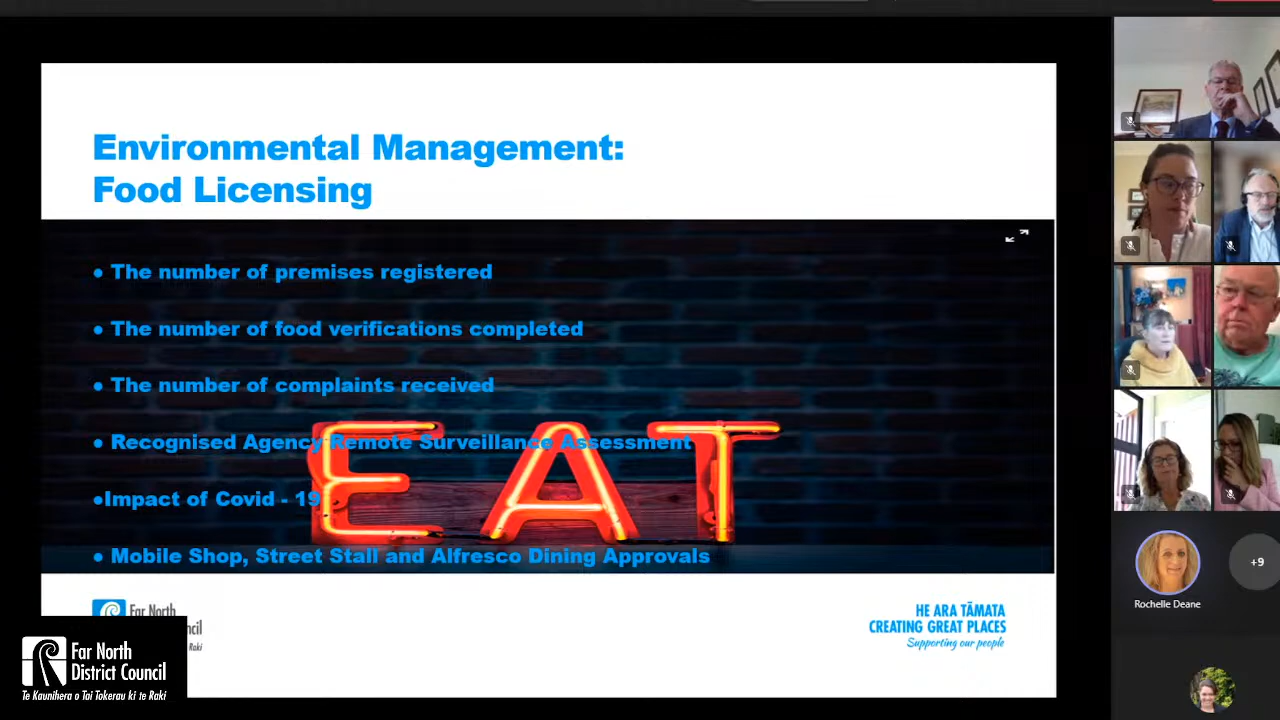 Environmental Management:
Food Licensing
● The number of premises registered
● The number of food verifications completed
● The number of complaints received
● Recognised Agency Remote Surveillance Assessment
●Impact of Covid - 19
● Mobile Shop, Street Stall and Alfresco Dining Approvals
EAT
Far North
HE ARA TĀMATA
CREATING GREAT PLACES
Supporting our people
Far North
District Council
Te Kaunihera o Tai Tokerau ki te Raki
+9
Rochelle Deane